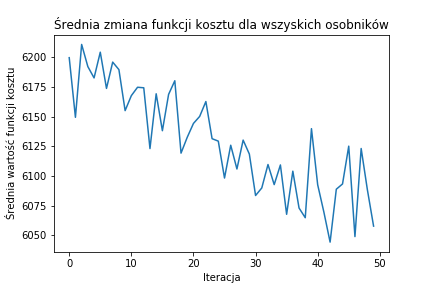 Średnia zmiana funkcji kosztu dla wszyskich osobników
Średnia wartość funkcji kosztu
6200
6175
6150
6125
6100
6075
6050
0 10 20 30 40 50
Iteracja